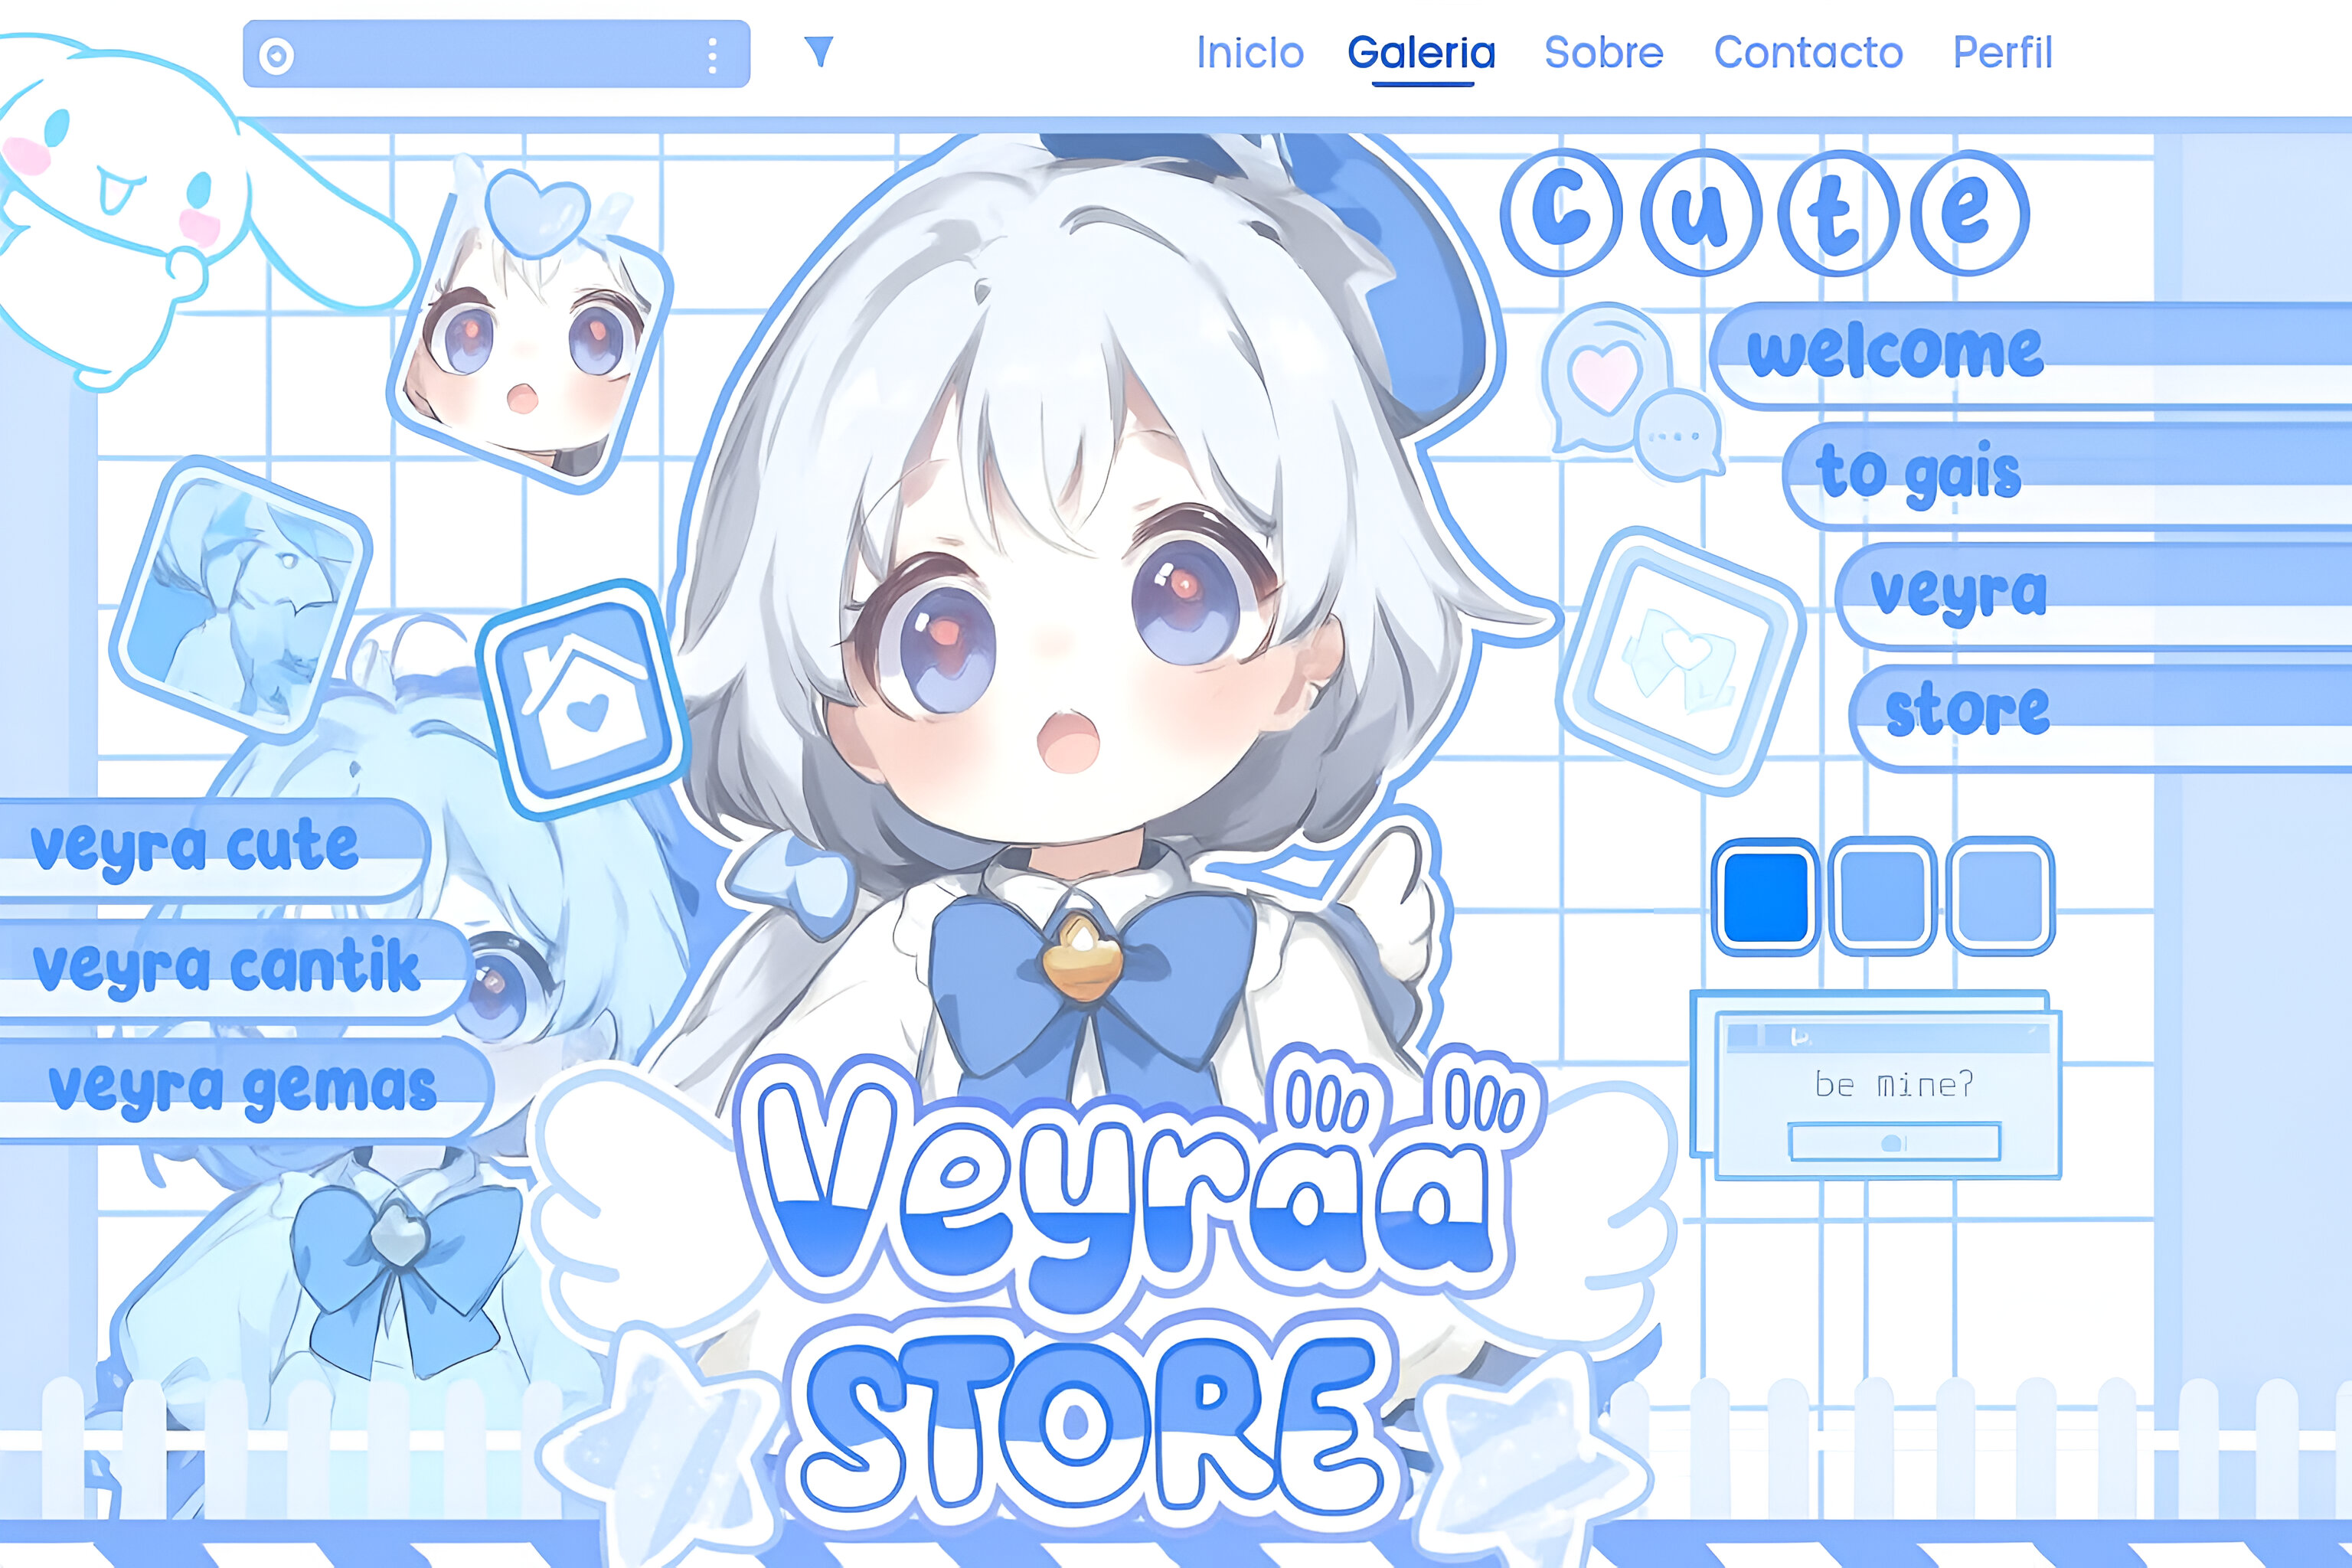 Inicio Galeria Sobre Contacto Perfil
cute
welcome
to gais
veyra
store
veyra cute
veyra cantik
veyra gemas
be mine?
Veyraa
STORE